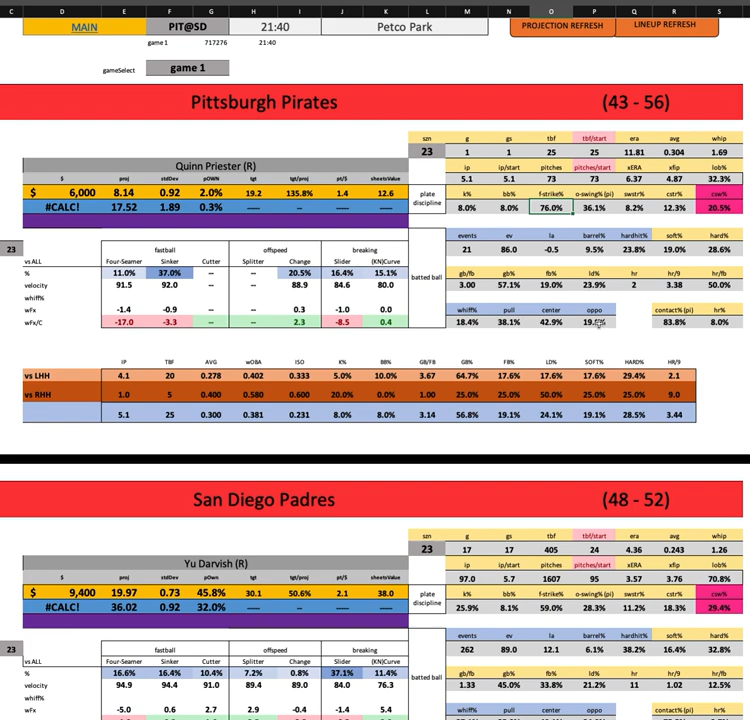 C D E F G H I J K L M N O P Q R S
MAIN PIT@SD 21:40 Petco Park PROJECTION REFRESH LINEUP REFRESH
game1 717276 21:40
gameSelect game 1
Pittsburgh Pirates (43 - 56)
szn g gs tbf tbf/start era avg whip
23 1 1 25 25 11.81 0.304 1.69
Quinn Priester (R) ip ip/start pitches pitches/start xERA xfip lob%
$ proj stdDev pOWN tgt tgt/proj pt/$ sheetsValue 5.1 5.1 73 73 6.37 4.87 32.3%
$ 6,000 8.14 0.92 2.0% 19.2 135.8% 1.4 12.6 plate discipline k% bb% f-strike% o-swing% (pi) swstr% cstr% csw%
#CALC! 17.52 1.89 0.3% --- -- --- --- 8.0% 8.0% 76.0% 36.1% 8.2% 12.3% 20.5%
events ev la barrel% hardhit% soft% hard%
23 fastball offspeed breaking 21 86.0 -0.5 9.5% 23.8% 19.0% 28.6%
vs ALL Four-Seamer Sinker Cutter Splitter Change Slider (KN)Curve
% 11.0% 37.0% -- -- 20.5% 16.4% 15.1% batted ball gb/fb gb% fb% ld% hr hr/9 hr/fb
velocity 91.5 92.0 -- -- 88.9 84.6 80.0 3.00 57.1% 19.0% 23.9% 2 3.38 50.0%
whiff%
wFx -1.4 -0.9 -- -- 0.3 -1.0 0.0 whiff% pull center oppo contact% (pi) hr%
wFx/C -17.0 -3.3 -- -- 2.3 -8.5 0.4 18.4% 38.1% 42.9% 83.8% 8.0%
IP TBF AVG wOBA ISO K% BB% GB/FB GB% FB% LD% SOFT% HARD% HR/9
vs LHH 4.1 20 0.278 0.402 0.333 5.0% 10.0% 3.67 64.7% 17.6% 17.6% 17.6% 29.4% 2.1
vs RHH 1.0 5 0.400 0.580 0.600 20.0% 0.0% 1.00 25.0% 25.0% 50.0% 25.0% 25.0% 9.0
5.1 25 0.300 0.381 0.231 8.0% 8.0% 3.14 56.8% 19.1% 24.1% 19.1% 28.5% 3.44
San Diego Padres (48 - 52)
szn g gs tbf tbf/start era avg whip
23 17 17 405 24 4.36 0.243 1.26
Yu Darvish (R) ip ip/start pitches pitches/start xERA xfip lob%
$ proj stdDev pOwn tgt tgt/proj pt/$ sheetsValue 97.0 5.7 1607 95 3.57 3.76 70.8%
$ 9,400 19.97 0.73 45.8% 30.1 50.6% 2.1 38.0 plate discipline k% bb% f-strike% o-swing% (pi) swstr% cstr% csw%
#CALC! 36.02 0.92 32.0% --- -- --- --- 25.9% 8.1% 59.0% 28.3% 11.2% 18.3% 29.4%
events ev la barrel% hardhit% soft% hard%
23 fastball offspeed breaking 262 89.0 12.1 6.1% 38.2% 16.4% 32.8%
vs ALL Four-Seamer Sinker Cutter Splitter Change Slider (KN)Curve
% 16.6% 16.4% 10.4% 7.2% 0.8% 37.1% 11.4% batted ball gb/fb gb% fb% ld% hr hr/9 hr/fb
velocity 94.9 94.4 91.0 89.4 89.0 84.0 76.3 1.33 45.0% 33.8% 21.2% 11 1.02 12.5%
whiff%
wFx -5.0 0.6 2.7 2.9 -0.4 -1.4 5.4 whiff% pull center oppo contact% (pi) hr%